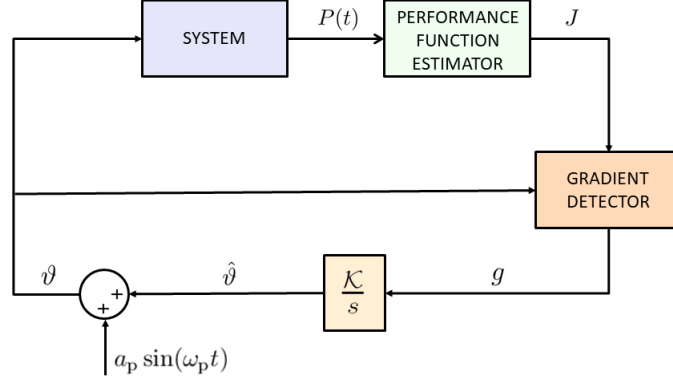 SYSTEM
P(t)
PERFORMANCE
FUNCTION
ESTIMATOR
J
GRADIENT
DETECTOR
ϑ
+
+
ϑ̂
𝒦
s
g
a_p sin(ω_p t)